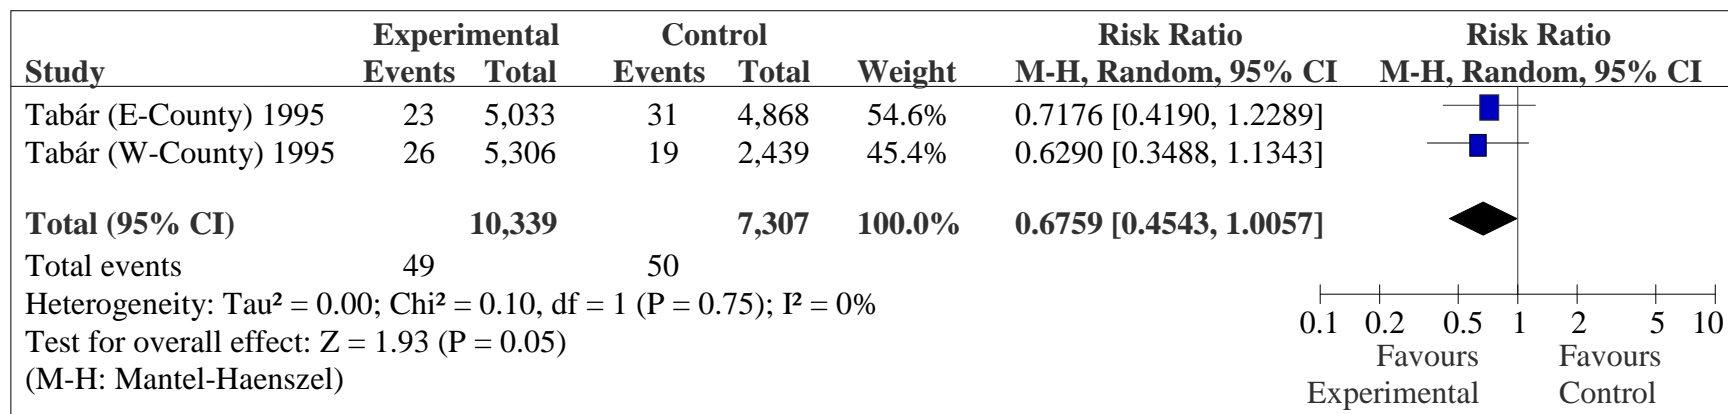 Experimental Control Risk Ratio Risk Ratio
Study Events Total Events Total Weight M-H, Random, 95% CI M-H, Random, 95% CI
Tabár (E-County) 1995 23 5,033 31 4,868 54.6% 0.7176 [0.4190, 1.2289]
Tabár (W-County) 1995 26 5,306 19 2,439 45.4% 0.6290 [0.3488, 1.1343]
Total (95% CI) 10,339 7,307 100.0% 0.6759 [0.4543, 1.0057]
Total events 49 50
Heterogeneity: Tau² = 0.00; Chi² = 0.10, df = 1 (P = 0.75); I² = 0%
Test for overall effect: Z = 1.93 (P = 0.05)
(M-H: Mantel-Haenszel)
0.1 0.2 0.5 1 2 5 10
Favours Favours
Experimental Control